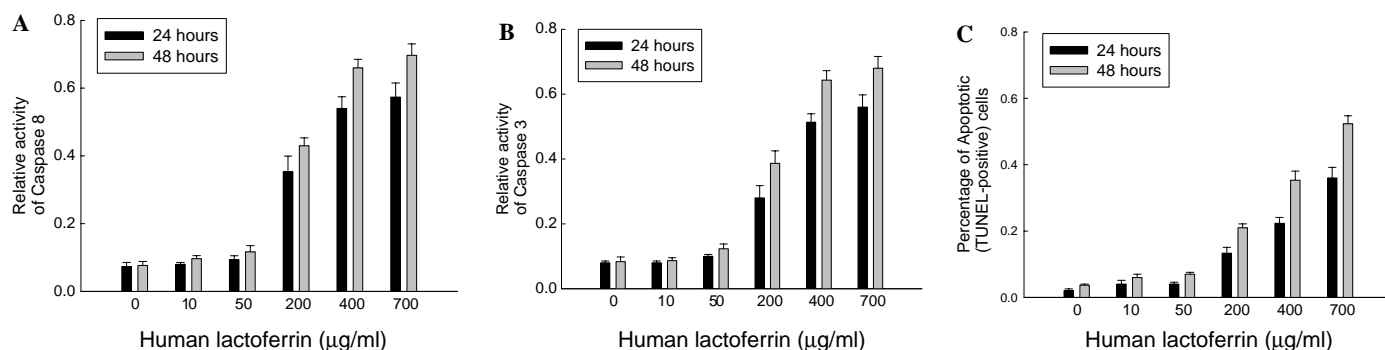 A
Relative activity
of Caspase 8
0.8
0.6
0.4
0.2
0.0
24 hours
48 hours
0 10 50 200 400 700
Human lactoferrin (μg/ml)
B
Relative activity
of Caspase 3
0.8
0.6
0.4
0.2
0.0
24 hours
48 hours
0 10 50 200 400 700
Human lactoferrin (μg/ml)
C
Percentage of Apoptotic
(TUNEL-positive) cells
0.8
0.6
0.4
0.2
0.0
24 hours
48 hours
0 10 50 200 400 700
Human lactoferrin (μg/ml)